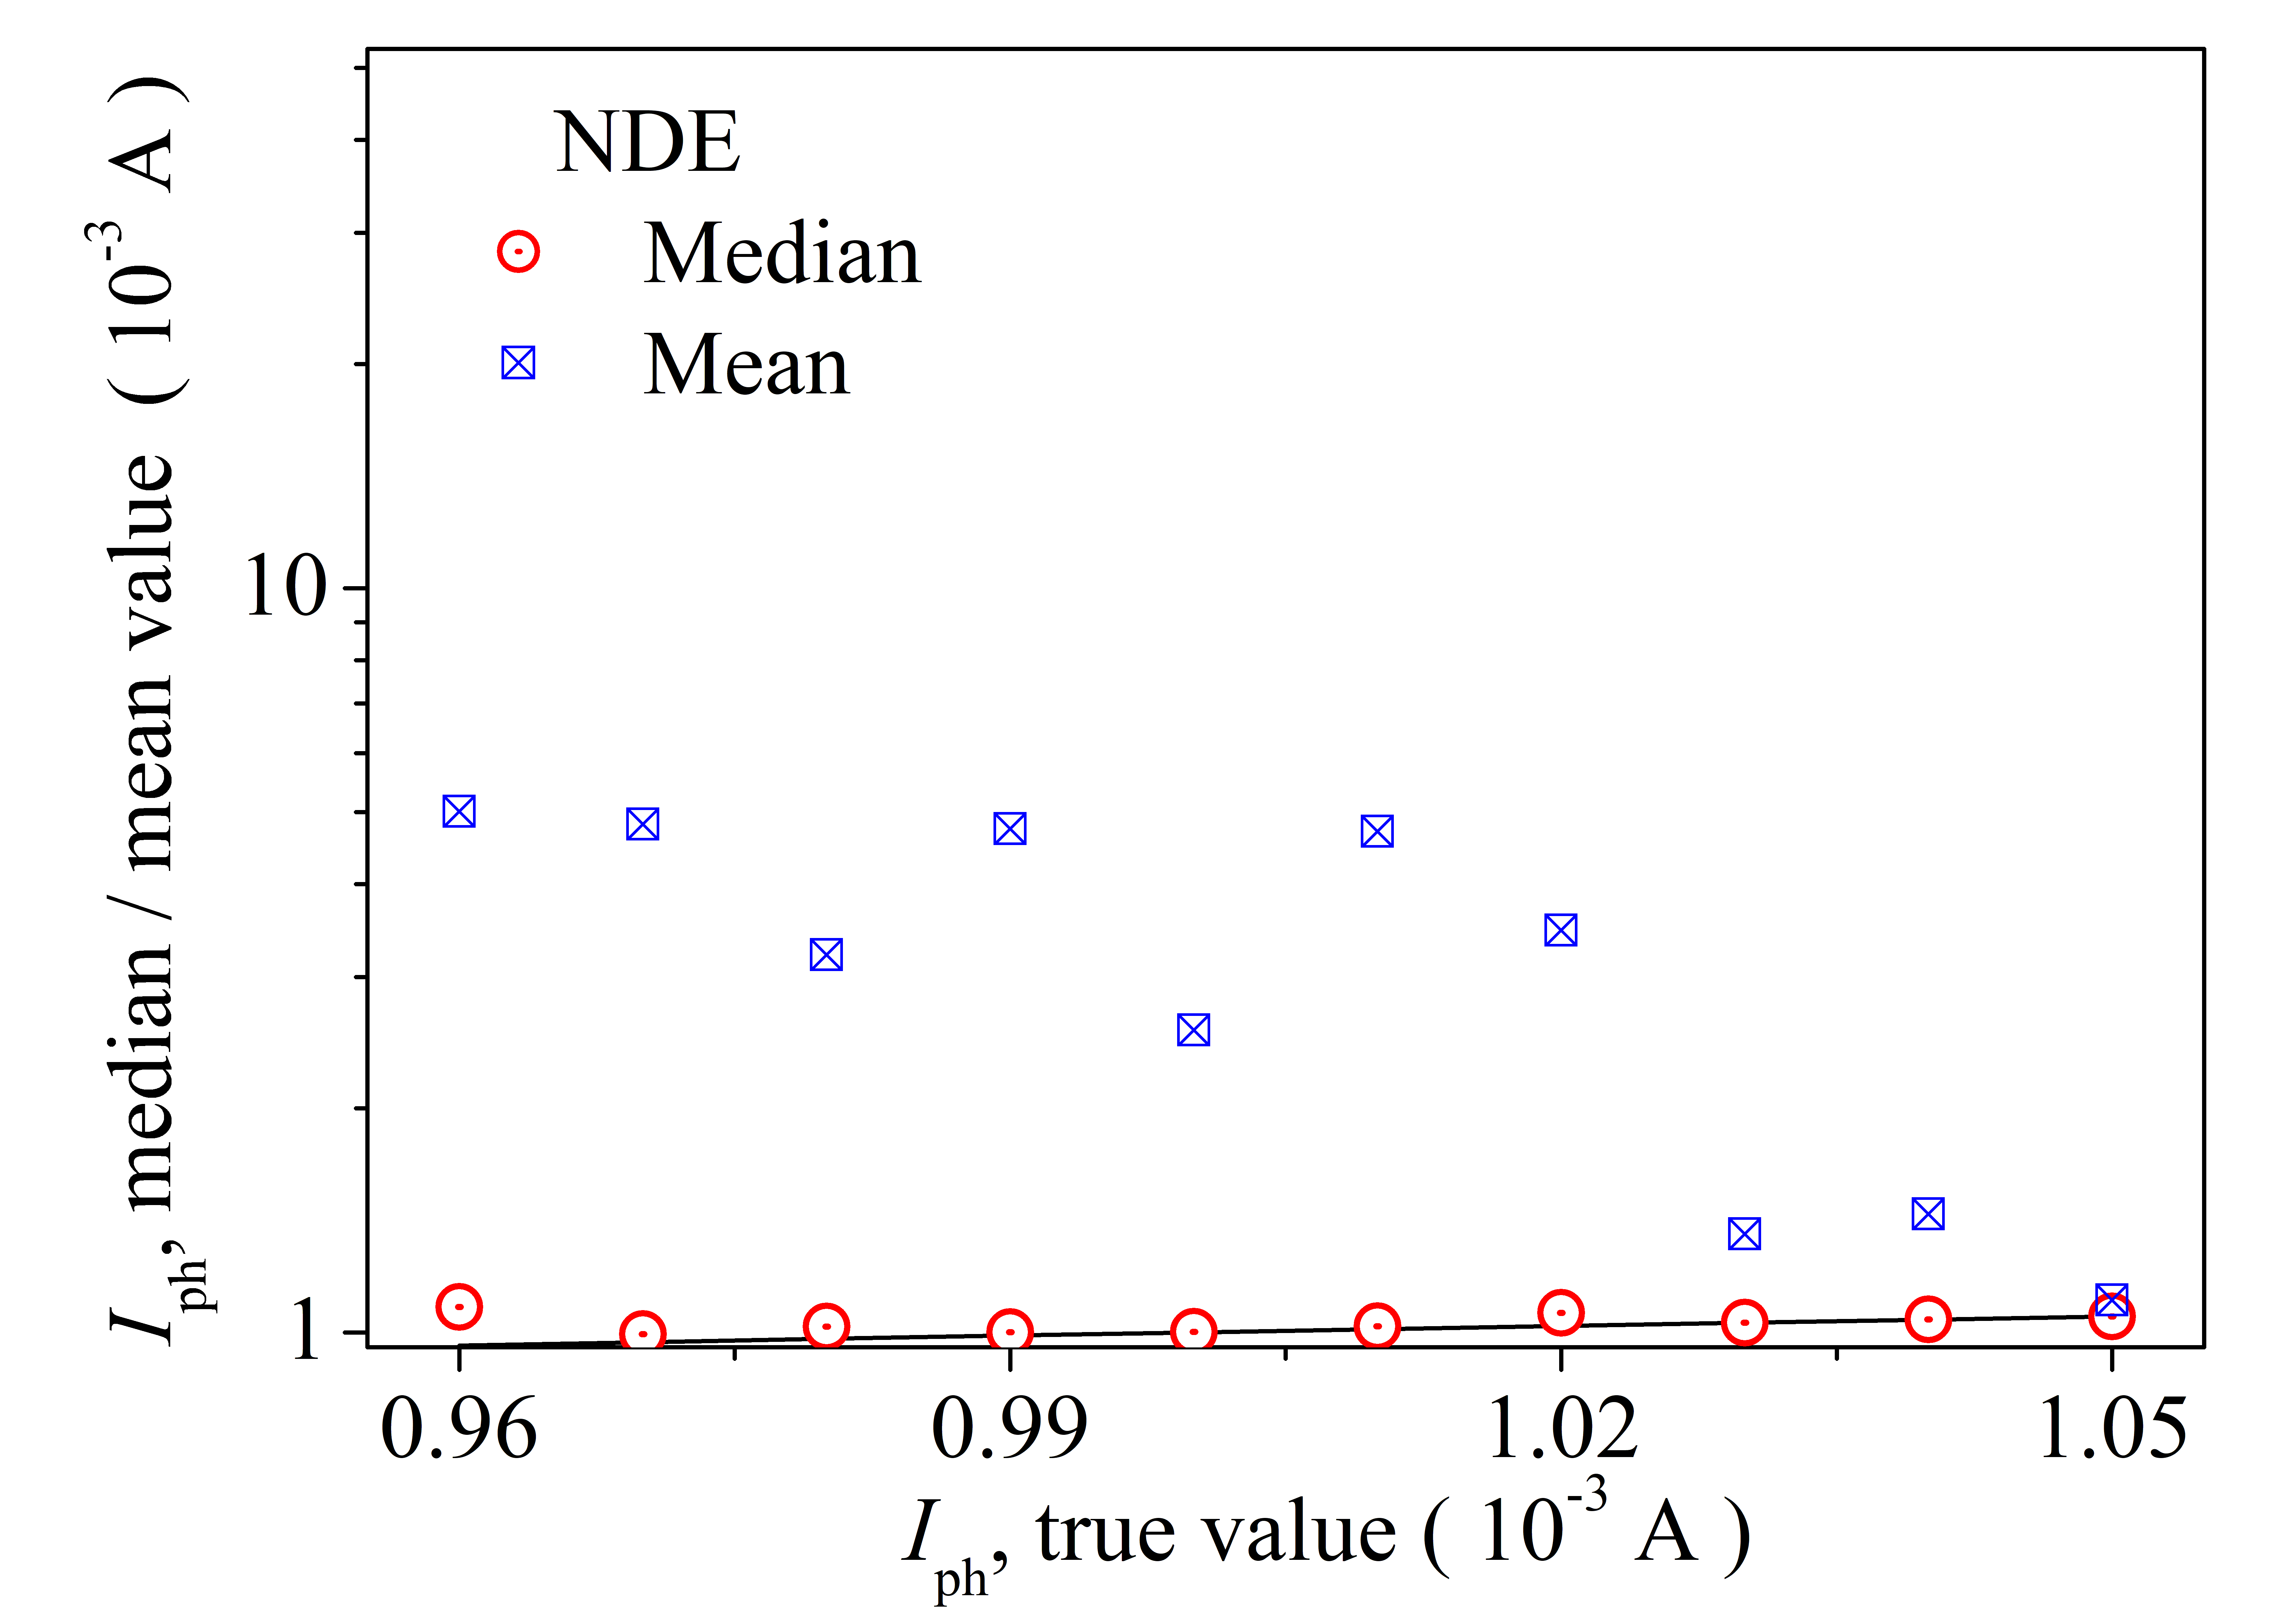 NDE
Median
Mean
I_ph, median / mean value ( 10^-3 A )
10
1
0.96 0.99 1.02 1.05
I_ph, true value ( 10^-3 A )